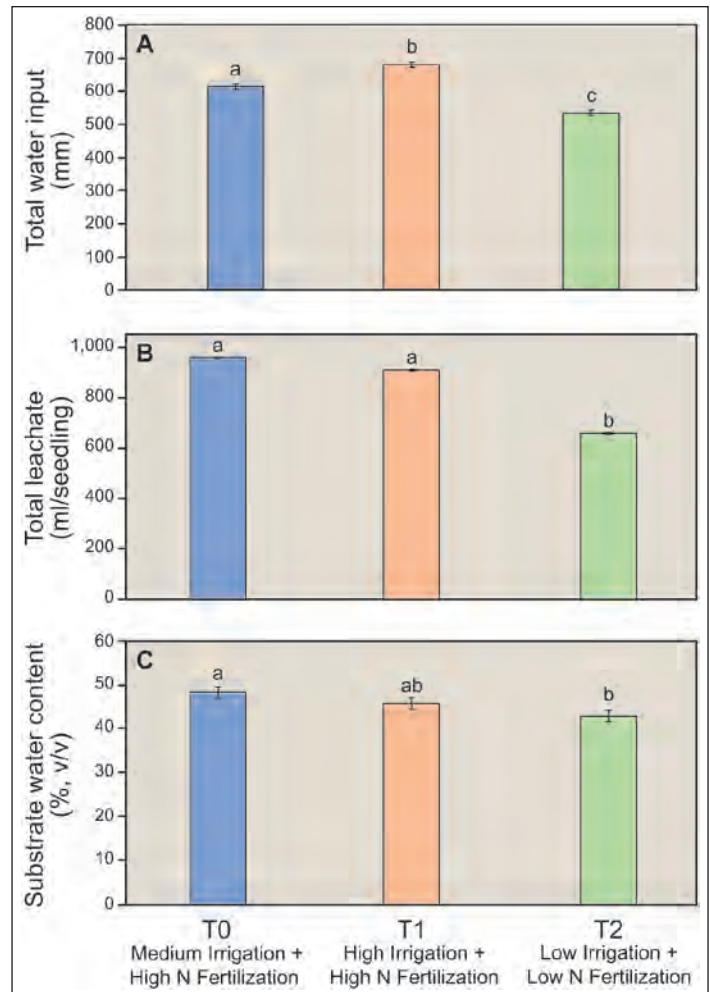 A
Total water input
(mm)
800
700
600
500
400
300
200
100
0
a
b
c
B
Total leachate
(ml/seedling)
1,000
800
600
400
200
0
a
a
b
C
Substrate water content
(%, v/v)
60
50
40
30
20
10
0
a
ab
b
T0
Medium Irrigation +
High N Fertilization
T1
High Irrigation +
High N Fertilization
T2
Low Irrigation +
Low N Fertilization